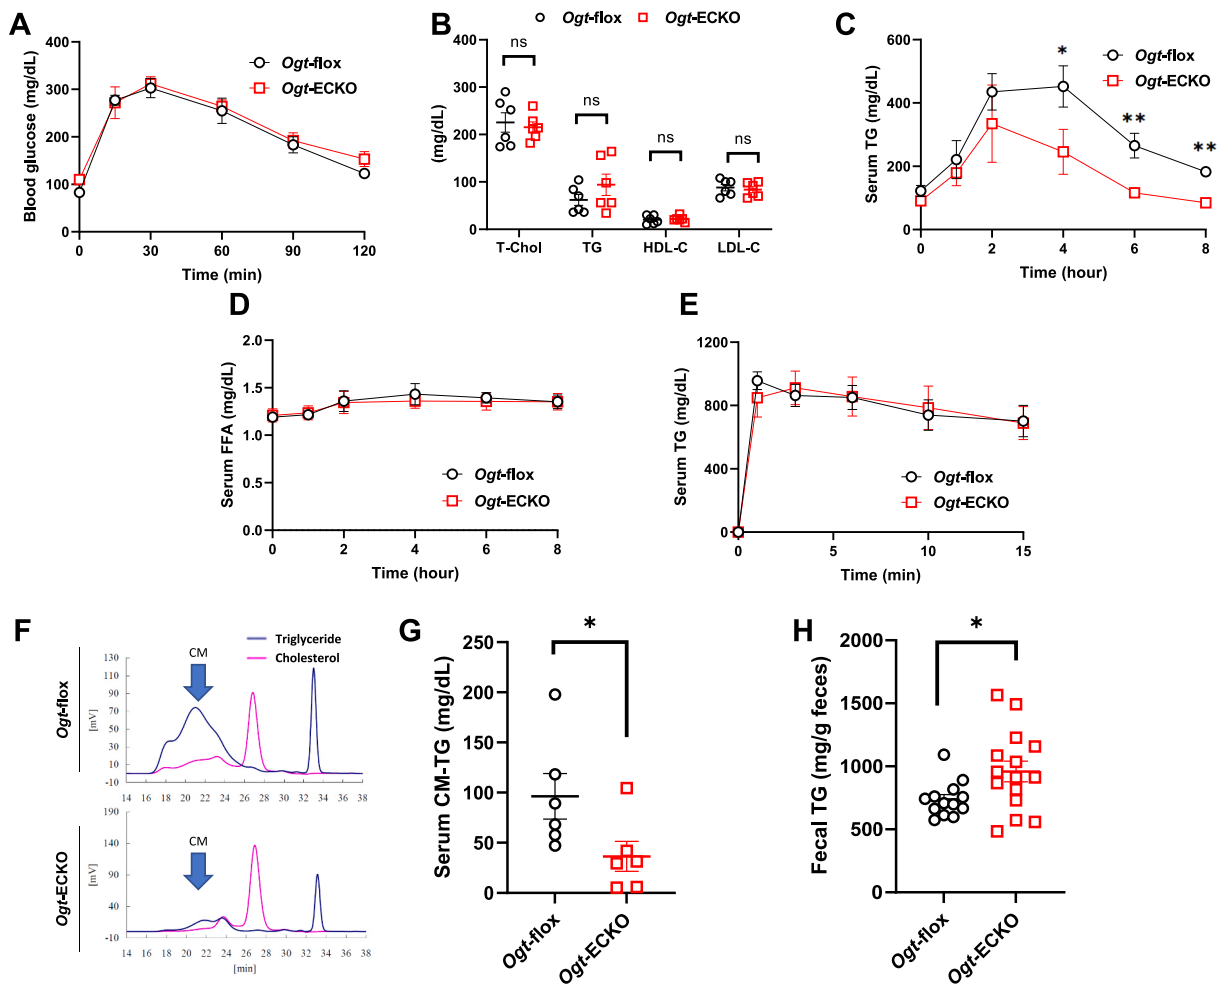 A
Blood glucose (mg/dL)
400
300
200
100
0
Ogt-flox
Ogt-ECKO
0 30 60 90 120
Time (min)
B
Ogt-flox Ogt-ECKO
(mg/dL)
400
300
200
100
0
ns
ns
ns
ns
T-Chol TG HDL-C LDL-C
C
Serum TG (mg/dL)
600
400
200
0
Ogt-flox
Ogt-ECKO
*
**
**
0 2 4 6 8
Time (hour)
D
Serum FFA (mg/dL)
2.0
1.5
1.0
0.5
0.0
Ogt-flox
Ogt-ECKO
0 2 4 6 8
Time (hour)
E
Serum TG (mg/dL)
1200
800
400
0
Ogt-flox
Ogt-ECKO
0 5 10 15
Time (min)
F
Triglyceride
Cholesterol
Ogt-flox
CM
[mV]
130
110
90
70
50
30
10
-10
14 16 18 20 22 24 26 28 30 32 34 36 38
Ogt-ECKO
CM
[mV]
170
150
130
110
90
70
50
30
10
-10
14 16 18 20 22 24 26 28 30 32 34 36 38
[min]
G
Serum CM-TG (mg/dL)
250
200
150
100
50
0
*
Ogt-flox
Ogt-ECKO
H
Fecal TG (mg/g feces)
2000
1500
1000
500
0
*
Ogt-flox
Ogt-ECKO